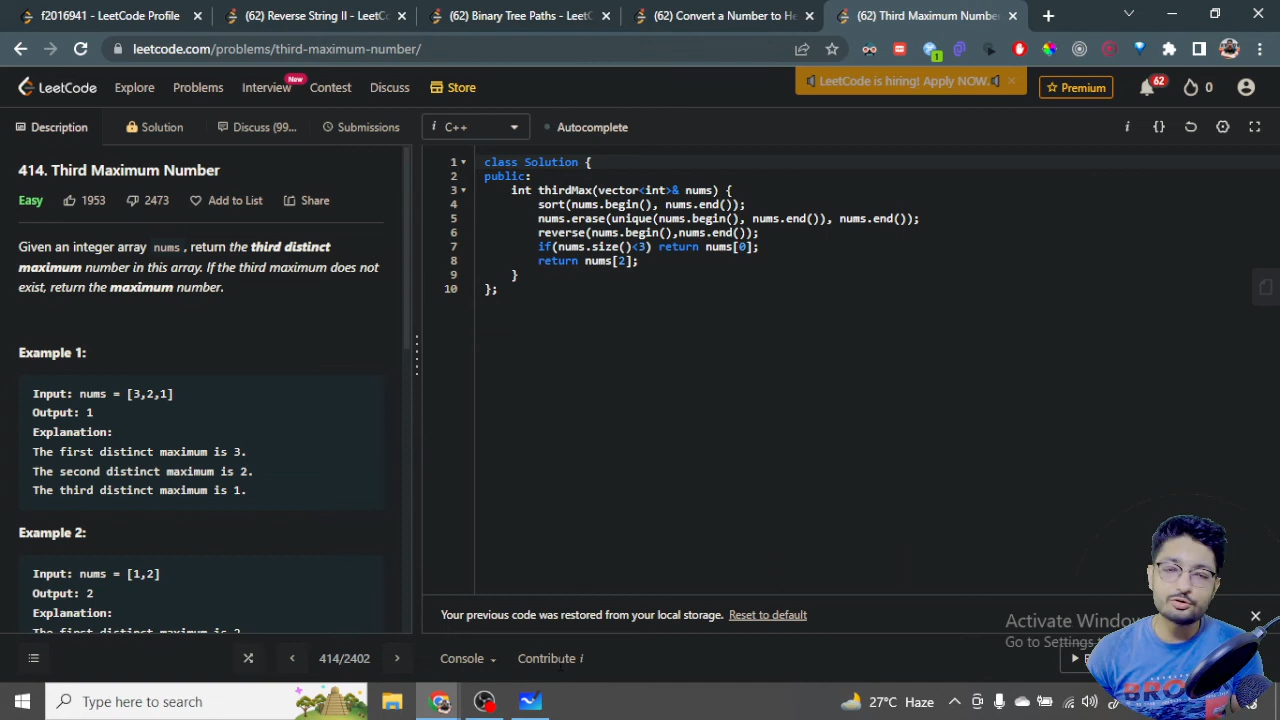 f2016941 - LeetCode Profile
(62) Reverse String II - LeetC
(62) Binary Tree Paths - LeetC
(62) Convert a Number to He
(62) Third Maximum Numbe
leetcode.com/problems/third-maximum-number/
1
LeetCode
Explore
Problems
Interview
New
Contest
Discuss
Store
LeetCode is hiring! Apply NOW.
Premium
62
0
Description
Solution
Discuss (99...
Submissions
i C++
Autocomplete
i
{}
414. Third Maximum Number
Easy
1953
2473
Add to List
Share
Given an integer array nums, return the third distinct
maximum number in this array. If the third maximum does not
exist, return the maximum number.
Example 1:
Input: nums = [3,2,1]
Output: 1
Explanation:
The first distinct maximum is 3.
The second distinct maximum is 2.
The third distinct maximum is 1.
Example 2:
Input: nums = [1,2]
Output: 2
Explanation:
The first distinct maximum is 2.
1 class Solution {
2 public:
3 int thirdMax(vector<int>& nums) {
4 sort(nums.begin(), nums.end());
5 nums.erase(unique(nums.begin(), nums.end()), nums.end());
6 reverse(nums.begin(),nums.end());
7 if(nums.size()<3) return nums[0];
8 return nums[2];
9 }
10 };
Your previous code was restored from your local storage. Reset to default
Activate Window
Go to Settings
414/2402
Console
Contribute i
BRO
Type here to search
27°C Haze